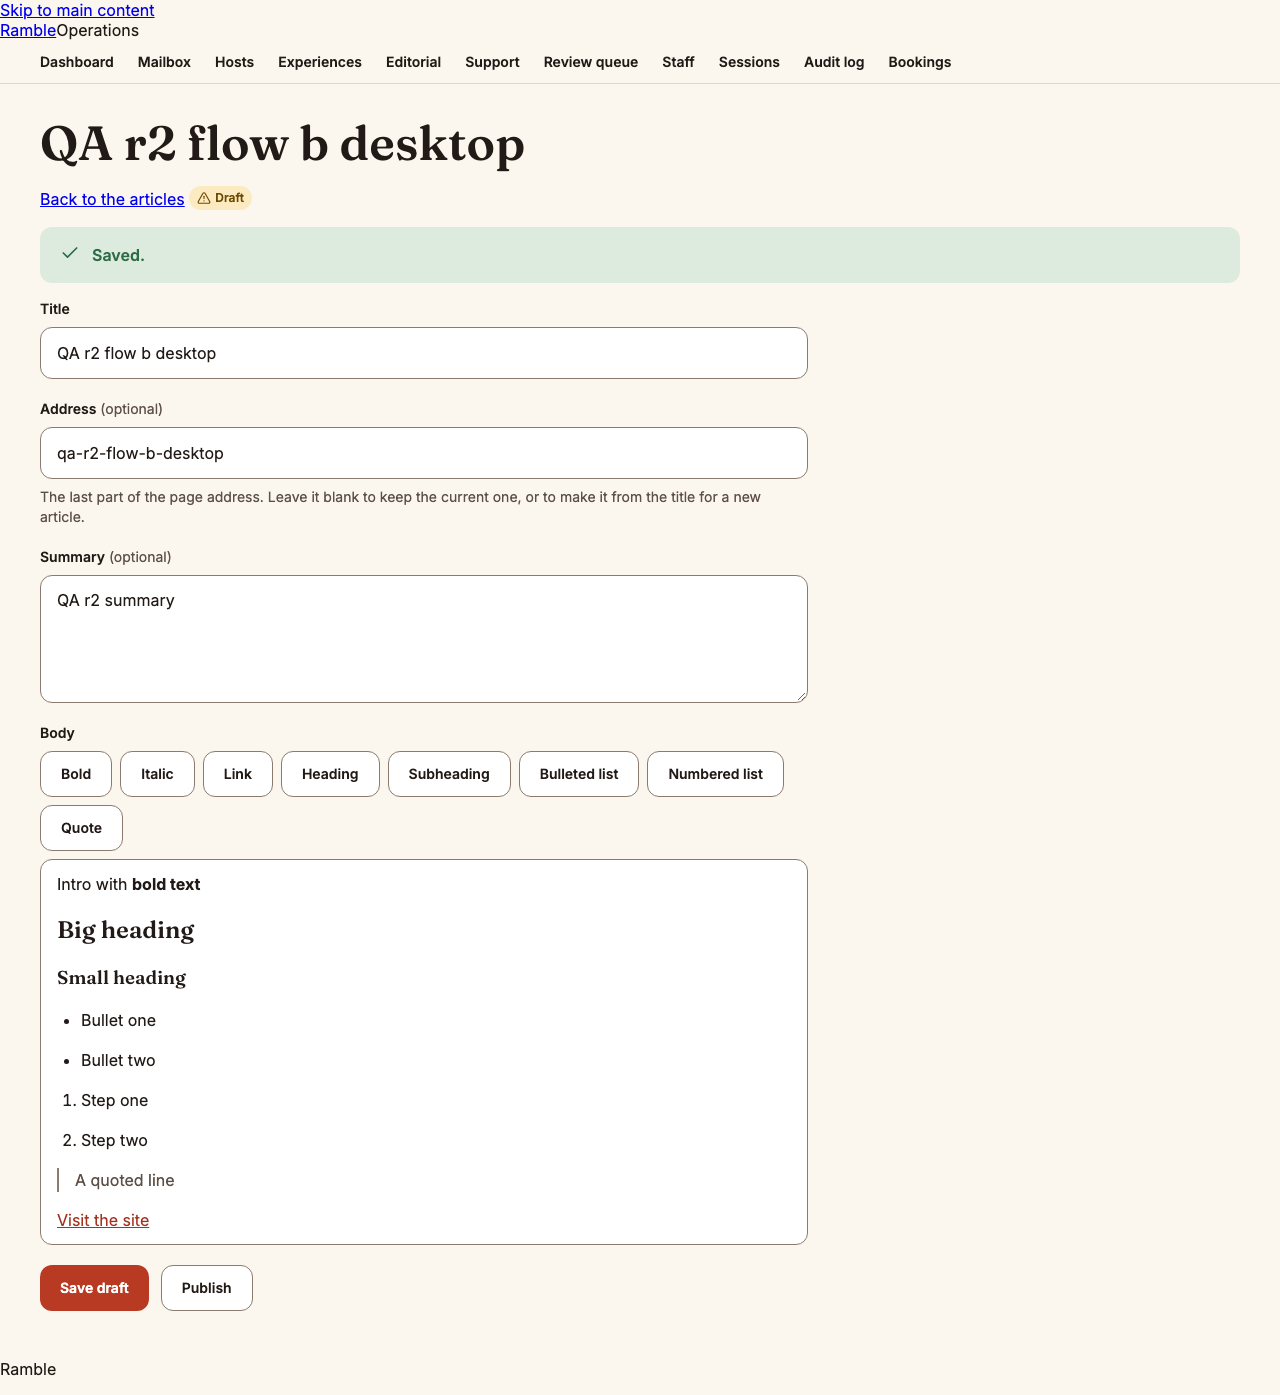 Skip to main content
RambleOperations
Dashboard Mailbox Hosts Experiences Editorial Support Review queue Staff Sessions Audit log Bookings
QA r2 flow b desktop
Back to the articles Draft
Saved.
Title
QA r2 flow b desktop
Address (optional)
qa-r2-flow-b-desktop
The last part of the page address. Leave it blank to keep the current one, or to make it from the title for a new
article.
Summary (optional)
QA r2 summary
Body
Bold Italic Link Heading Subheading Bulleted list Numbered list
Quote
Intro with bold text
Big heading
Small heading
• Bullet one
• Bullet two
1. Step one
2. Step two
A quoted line
Visit the site
Save draft Publish
Ramble